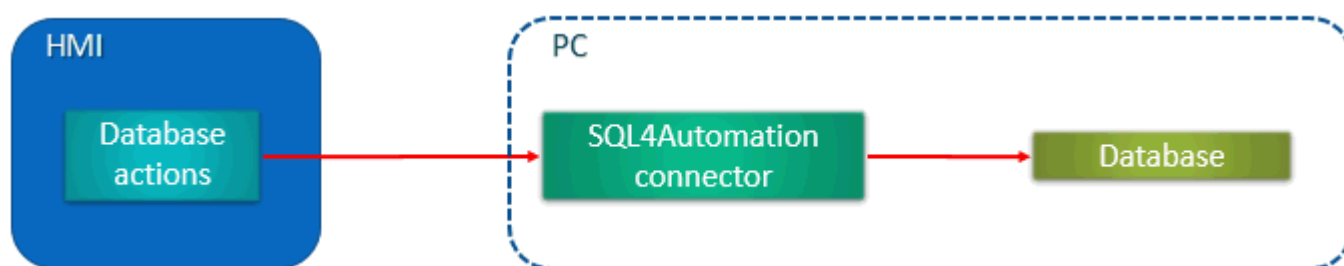 HMI
PC
Database
actions
SQL4Automation
connector
Database